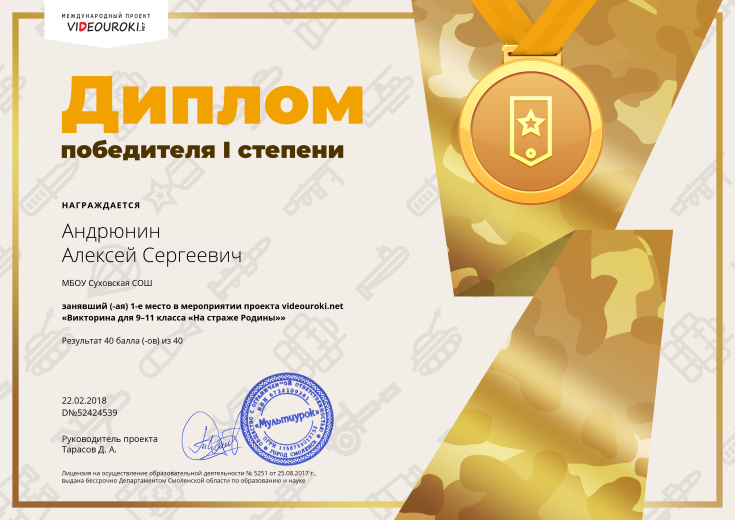 МЕЖДУНАРОДНЫЙ ПРОЕКТ
VIDEOUROKI.NET
Диплом
победителя I степени
НАГРАЖДАЕТСЯ
Андрюнин
Алексей Сергеевич
МБОУ Суховская СОШ
занявший (-ая) 1-е место в мероприятии проекта videouroki.net
«Викторина для 9–11 класса «На страже Родины»»
Результат 40 балла (-ов) из 40
22.02.2018
DN№52424539
Руководитель проекта
Тарасов Д. А.
«Мультиурок»
ГОРОД СМОЛЕНСК
Лицензия на осуществление образовательной деятельности № 5251 от 25.08.2017 г.,
выдана бессрочно Департаментом Смоленской области по образованию и науке